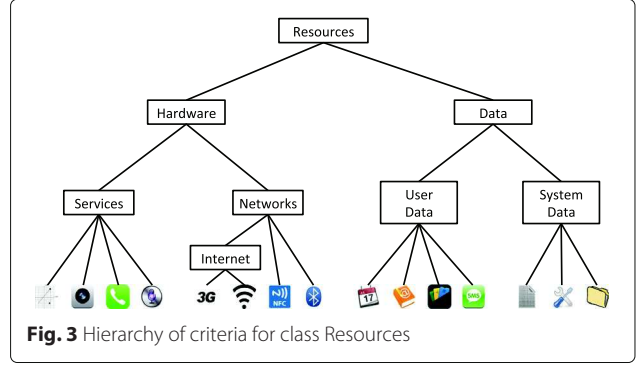 Resources
Hardware
Data
Services
Networks
User
Data
System
Data
Internet
3G
NFC
17
SMS
Fig. 3 Hierarchy of criteria for class Resources